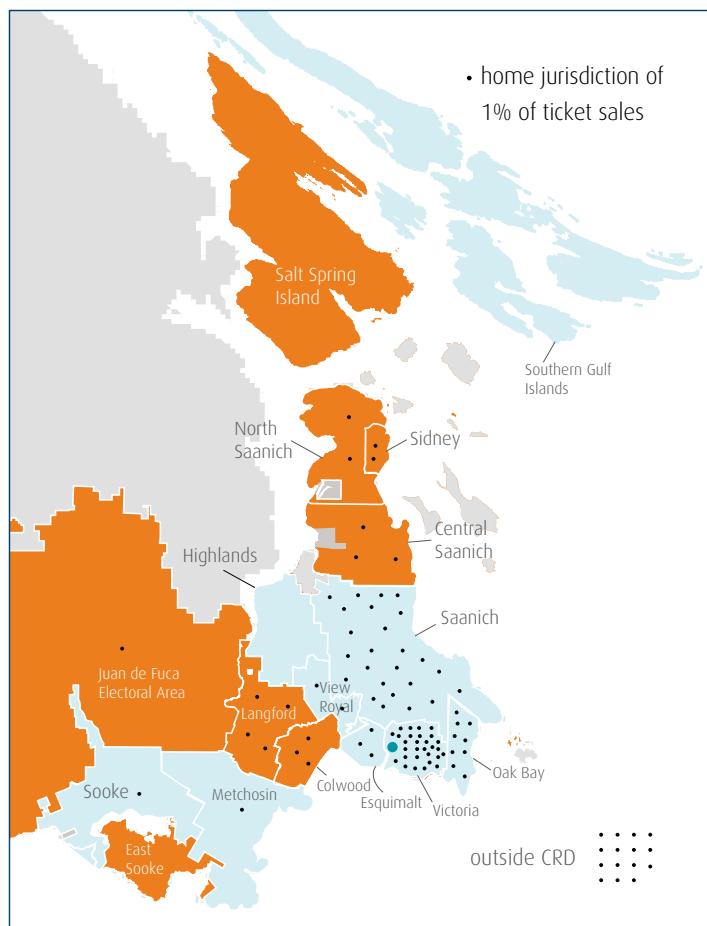 • home jurisdiction of
1% of ticket sales
Salt Spring
Island
Southern Gulf
Islands
North
Saanich
Sidney
Central
Saanich
Highlands
Saanich
Juan de Fuca
Electoral Area
View
Royal
Langford
Colwood
Oak Bay
Sooke
Metchosin
Esquimalt
Victoria
East
Sooke
outside CRD